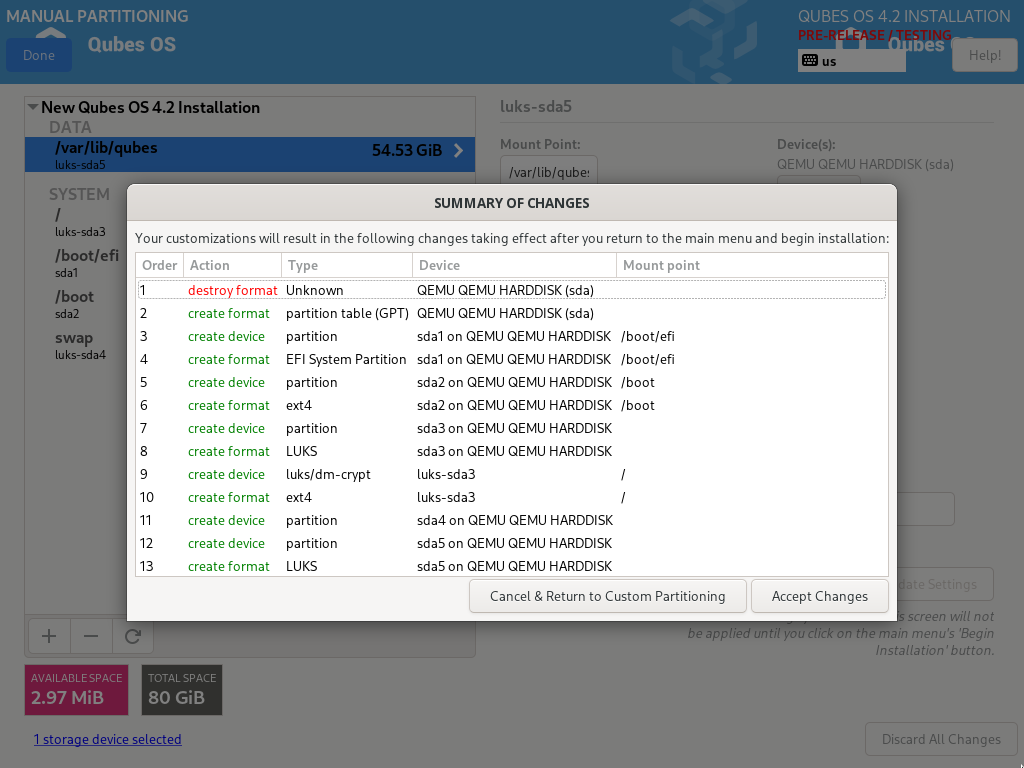 MANUAL PARTITIONING
QUBES OS 4.2 INSTALLATION
PRE-RELEASE / TESTING
Done
Qubes OS
Qubes
us
Help!
New Qubes OS 4.2 Installation
DATA
/var/lib/qubes
luks-sda5
54.53 GiB
SYSTEM
/
luks-sda3
/boot/efi
sda1
/boot
sda2
swap
luks-sda4
luks-sda5
Mount Point:
Device(s):
/var/lib/qubes
QEMU QEMU HARDDISK (sda)
SUMMARY OF CHANGES
Your customizations will result in the following changes taking effect after you return to the main menu and begin installation:
Order Action Type Device Mount point
1 destroy format Unknown QEMU QEMU HARDDISK (sda)
2 create format partition table (GPT) QEMU QEMU HARDDISK (sda)
3 create device partition sda1 on QEMU QEMU HARDDISK /boot/efi
4 create format EFI System Partition sda1 on QEMU QEMU HARDDISK /boot/efi
5 create device partition sda2 on QEMU QEMU HARDDISK /boot
6 create format ext4 sda2 on QEMU QEMU HARDDISK /boot
7 create device partition sda3 on QEMU QEMU HARDDISK
8 create format LUKS sda3 on QEMU QEMU HARDDISK
9 create device luks/dm-crypt luks-sda3 /
10 create format ext4 luks-sda3 /
11 create device partition sda4 on QEMU QEMU HARDDISK
12 create device partition sda5 on QEMU QEMU HARDDISK
13 create format LUKS sda5 on QEMU QEMU HARDDISK
Cancel & Return to Custom Partitioning
Accept Changes
date Settings
is screen will not
be applied until you click on the main menu's 'Begin
Installation' button.
AVAILABLE SPACE
2.97 MiB
TOTAL SPACE
80 GiB
1 storage device selected
Discard All Changes